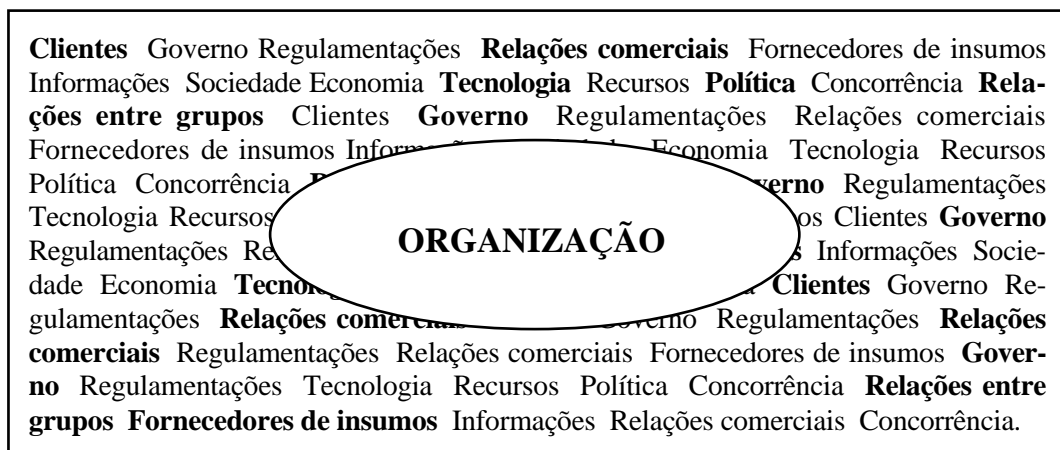 Clientes Governo Regulamentações Relações comerciais Fornecedores de insumos
Informações Sociedade Economia Tecnologia Recursos Política Concorrência Rela-
ções entre grupos Clientes Governo Regulamentações Relações comerciais
Fornecedores de insumos Economia Tecnologia Recursos
Política Concorrência Regulamentações
Tecnologia Recursos Clientes Governo
Regulamentações Informações Socie-
ORGANIZAÇÃO
dade Economia Clientes Governo Re-
gulamentações Relações comerciais Governo Regulamentações Relações
comerciais Regulamentações Relações comerciais Fornecedores de insumos Gover-
no Regulamentações Tecnologia Recursos Política Concorrência Relações entre
grupos Fornecedores de insumos Informações Relações comerciais Concorrência.